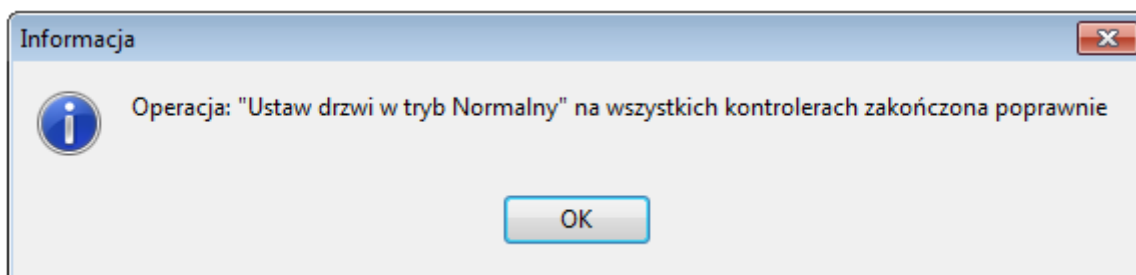 Informacja
Operacja: "Ustaw drzwi w tryb Normalny" na wszystkich kontrolerach zakończona poprawnie
OK